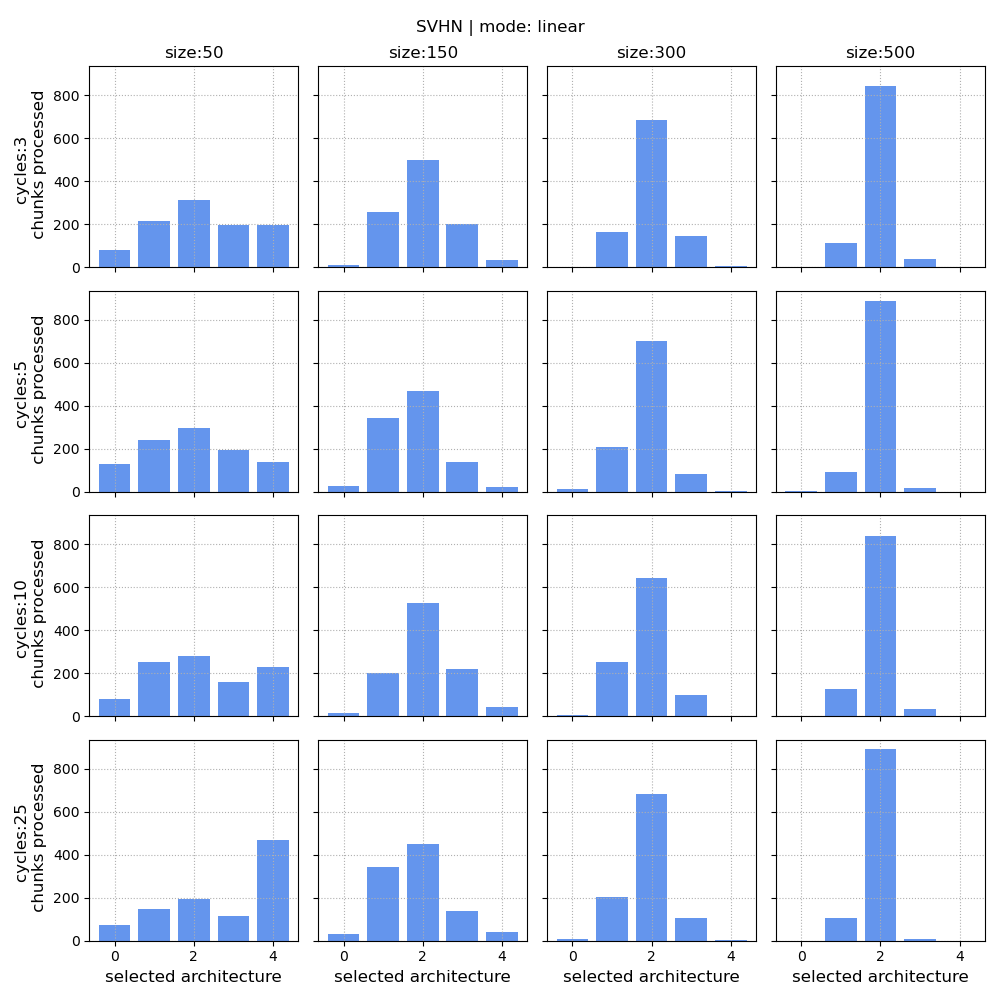 SVHN | mode: linear
size:50
size:150
size:300
size:500
cycles:3
chunks processed
800
600
400
200
0
cycles:5
chunks processed
800
600
400
200
0
cycles:10
chunks processed
800
600
400
200
0
cycles:25
chunks processed
800
600
400
200
0
0 2 4
0 2 4
0 2 4
0 2 4
selected architecture
selected architecture
selected architecture
selected architecture